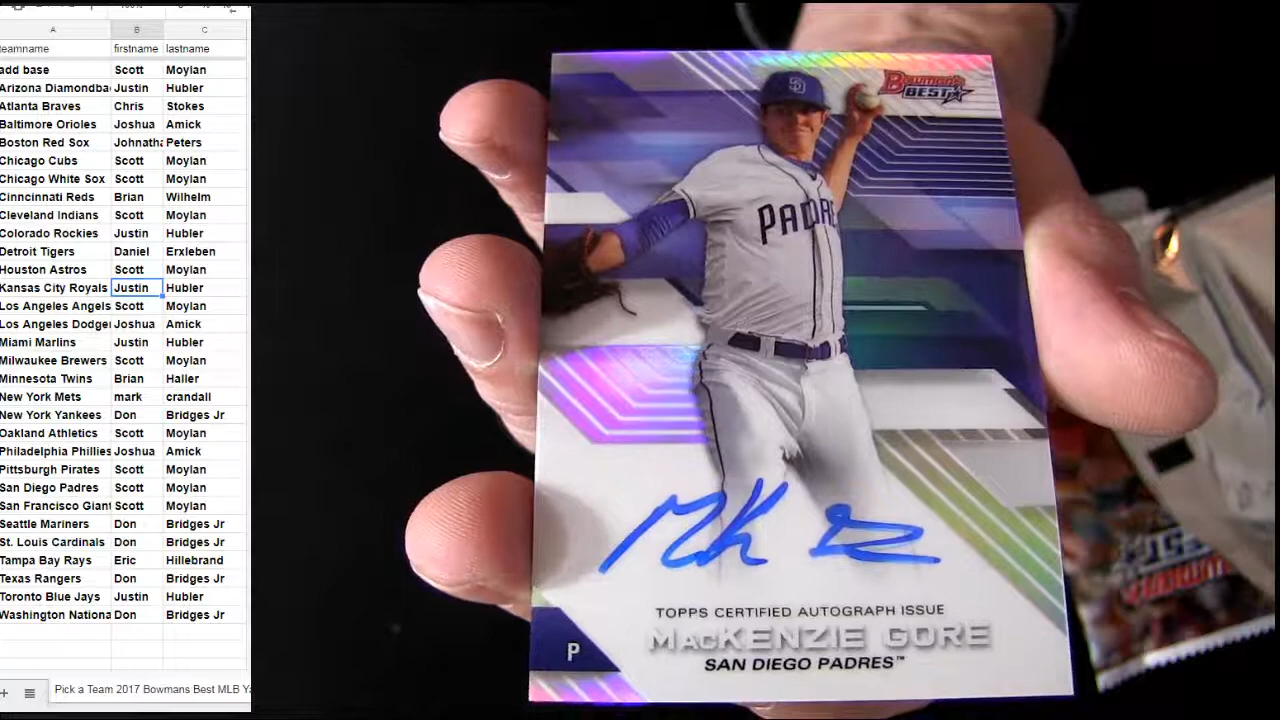 A B C
teamname firstname lastname
add base Scott Moylan
Arizona Diamondba Justin Hubler
Atlanta Braves Chris Stokes
Baltimore Orioles Joshua Amick
Boston Red Sox Johnatha Peters
Chicago Cubs Scott Moylan
Chicago White Sox Scott Moylan
Cinncinnati Reds Brian Wilhelm
Cleveland Indians Scott Moylan
Colorado Rockies Justin Hubler
Detroit Tigers Daniel Erxleben
Houston Astros Scott Moylan
Kansas City Royals Justin Hubler
Los Angeles Angels Scott Moylan
Los Angeles Dodger Joshua Amick
Miami Marlins Justin Hubler
Milwaukee Brewers Scott Moylan
Minnesota Twins Brian Haller
New York Mets mark crandall
New York Yankees Don Bridges Jr
Oakland Athletics Scott Moylan
Philadelphia Phillies Joshua Amick
Pittsburgh Pirates Scott Moylan
San Diego Padres Scott Moylan
San Francisco Giant Scott Moylan
Seattle Mariners Don Bridges Jr
St. Louis Cardinals Don Bridges Jr
Tampa Bay Rays Eric Hillebrand
Texas Rangers Don Bridges Jr
Toronto Blue Jays Justin Hubler
Washington Nationa Don Bridges Jr
Pick a Team 2017 Bowmans Best MLB Ya
BOWMAN'S
BEST
SD
PADRE
TOPPS CERTIFIED AUTOGRAPH ISSUE
MACKENZIE GORE
P
SAN DIEGO PADRES™